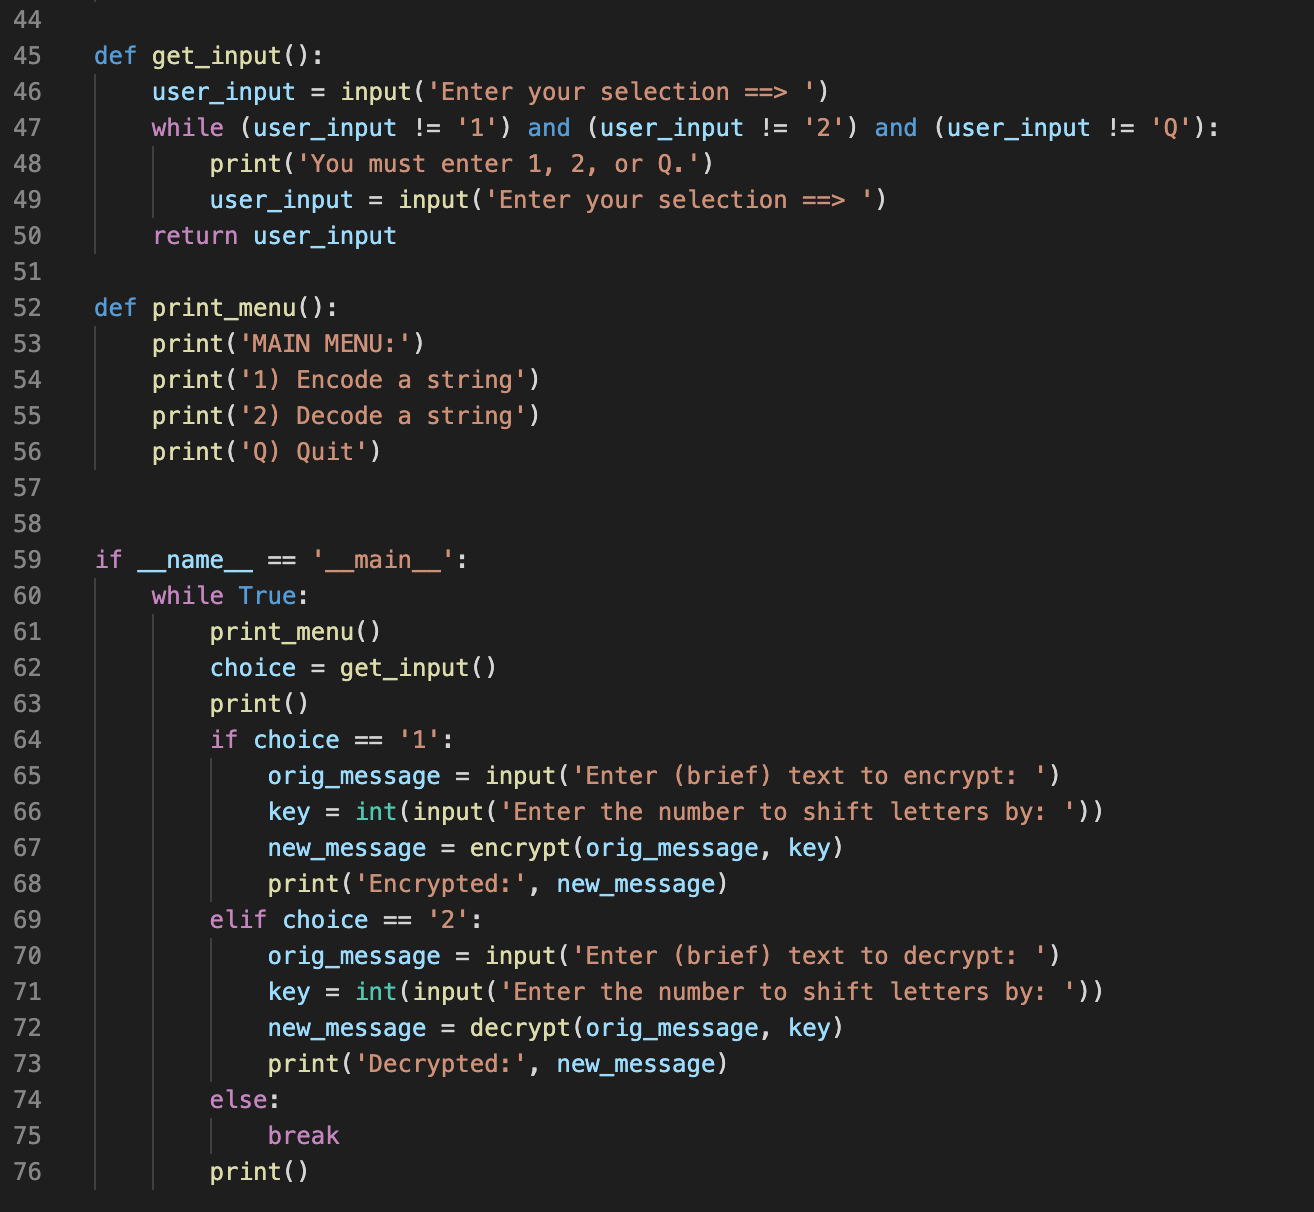 44
45 def get_input():
46     user_input = input('Enter your selection ==> ')
47     while (user_input != '1') and (user_input != '2') and (user_input != 'Q'):
48         print('You must enter 1, 2, or Q.')
49         user_input = input('Enter your selection ==> ')
50     return user_input
51
52 def print_menu():
53     print('MAIN MENU:')
54     print('1) Encode a string')
55     print('2) Decode a string')
56     print('Q) Quit')
57
58
59 if __name__ == '__main__':
60     while True:
61         print_menu()
62         choice = get_input()
63         print()
64         if choice == '1':
65             orig_message = input('Enter (brief) text to encrypt: ')
66             key = int(input('Enter the number to shift letters by: '))
67             new_message = encrypt(orig_message, key)
68             print('Encrypted:', new_message)
69         elif choice == '2':
70             orig_message = input('Enter (brief) text to decrypt: ')
71             key = int(input('Enter the number to shift letters by: '))
72             new_message = decrypt(orig_message, key)
73             print('Decrypted:', new_message)
74         else:
75             break
76         print()